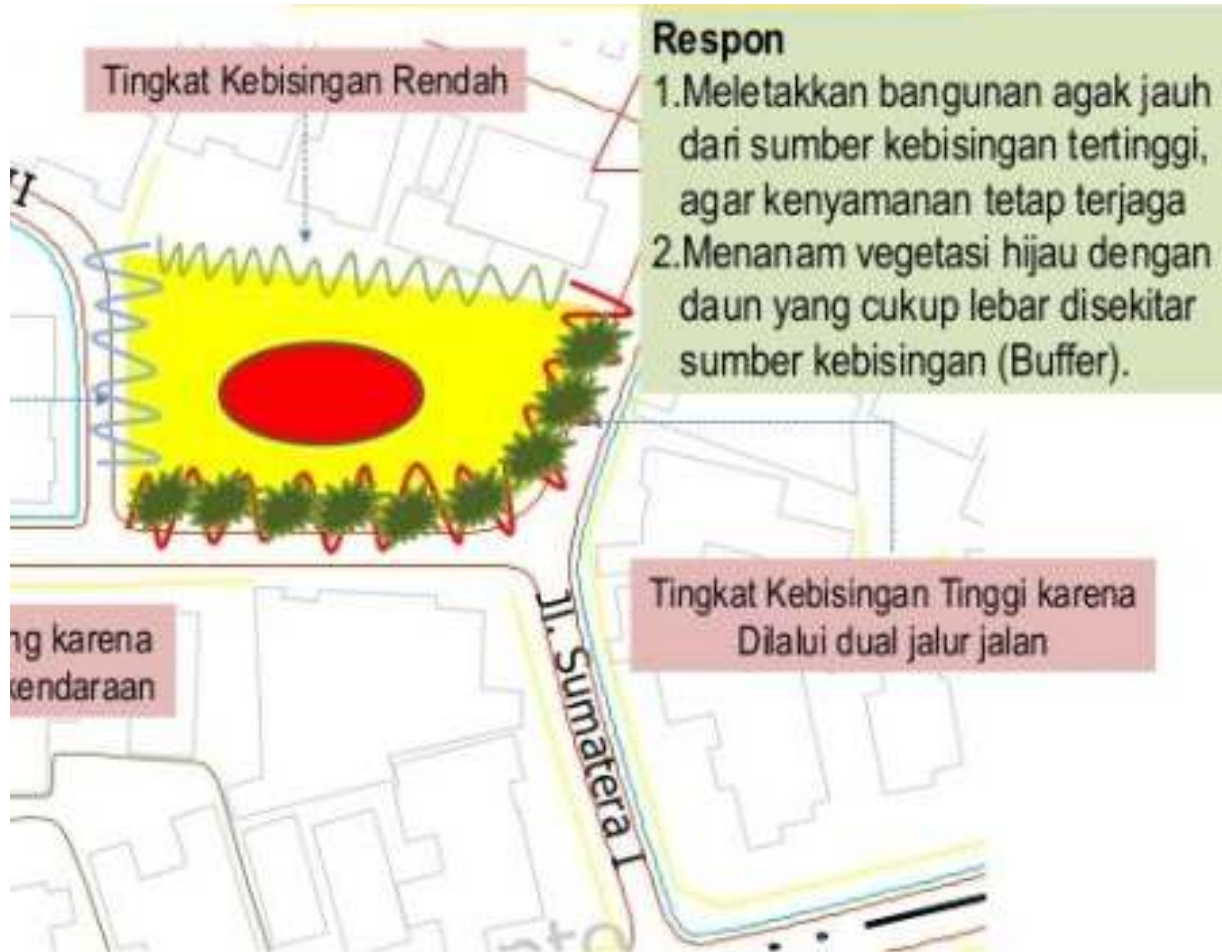 Tingkat Kebisingan Rendah
Respon
1.Meletakkan bangunan agak jauh
dari sumber kebisingan tertinggi,
agar kenyamanan tetap terjaga
2.Menanam vegetasi hijau dengan
daun yang cukup lebar disekitar
sumber kebisingan (Buffer).
Tingkat Kebisingan Tinggi karena
Dilalui dual jalur jalan
ng karena
kendaraan
Jl. Sumatera I